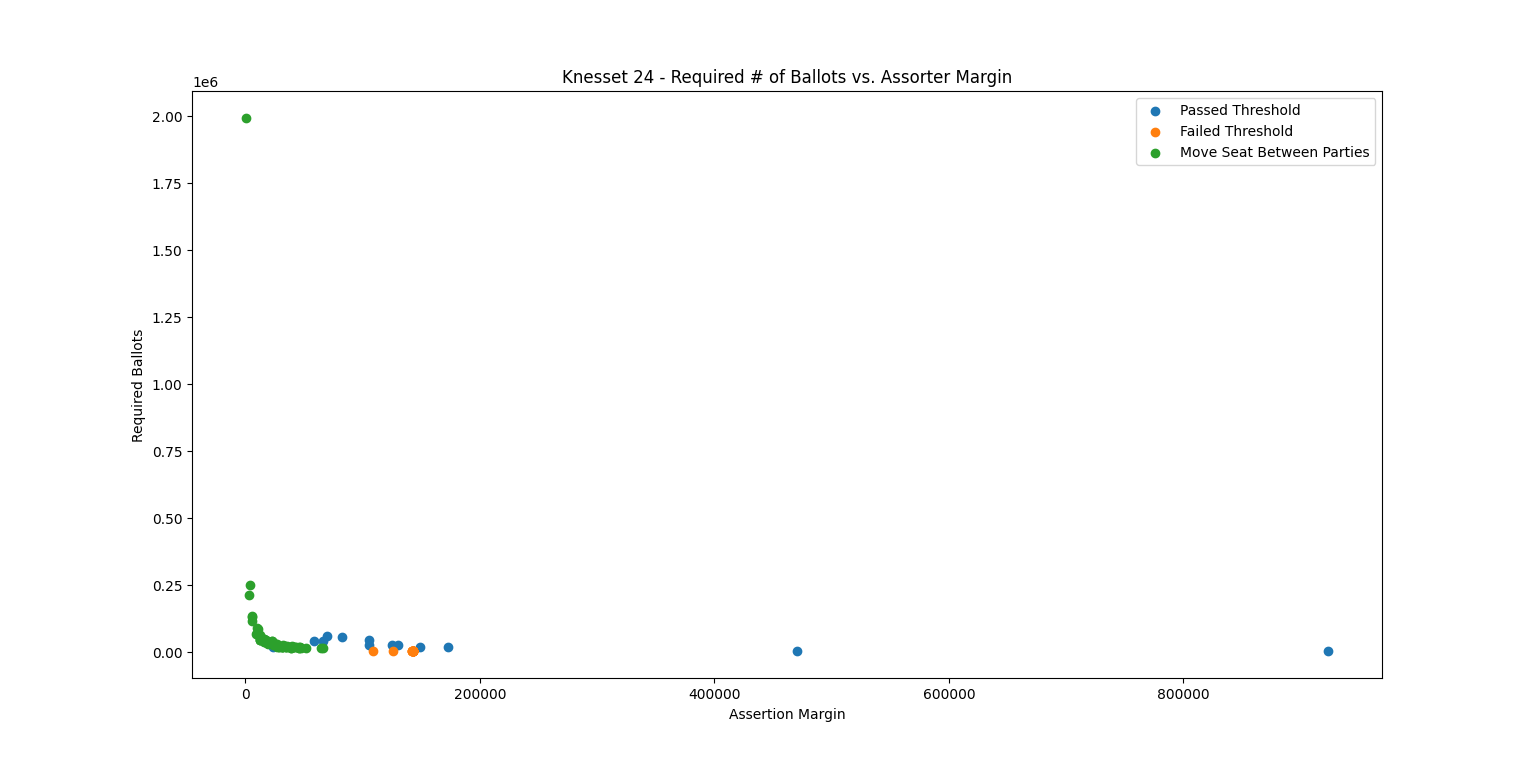 Knesset 24 - Required # of Ballots vs. Assorter Margin
1e6
Passed Threshold
Failed Threshold
Move Seat Between Parties
2.00
1.75
1.50
1.25
1.00
0.75
0.50
0.25
0.00
Required Ballots
0
200000
400000
600000
800000
Assertion Margin